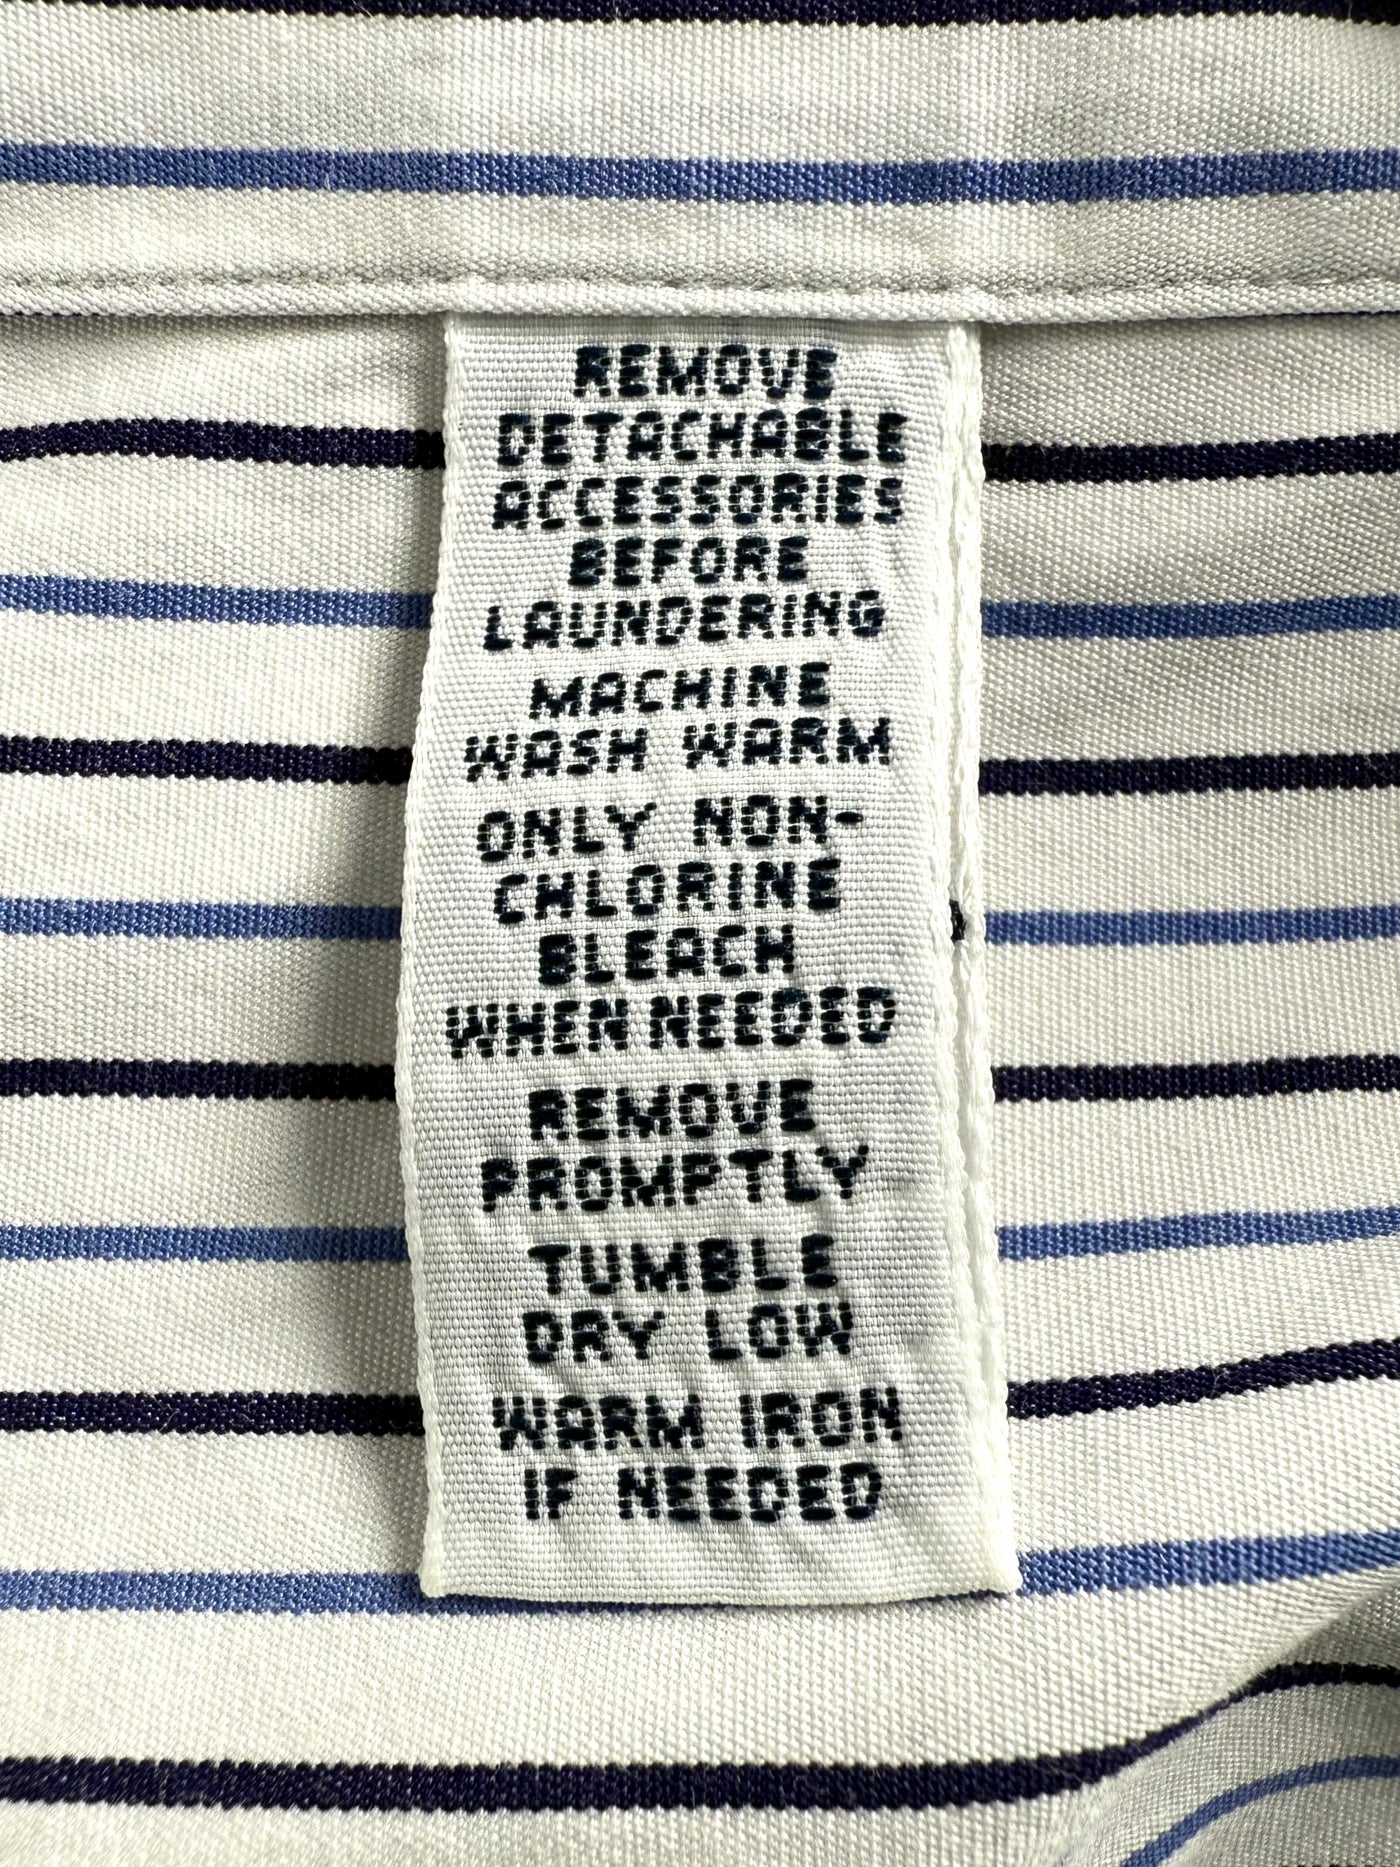 REMOVE
DETACHABLE
ACCESSORIES
BEFORE
LAUNDERING
MACHINE
WASH WARM
ONLY NON-
CHLORINE
BLEACH
WHEN NEEDED
REMOVE
PROMPTLY
TUMBLE
DRY LOW
WARM IRON
IF NEEDED